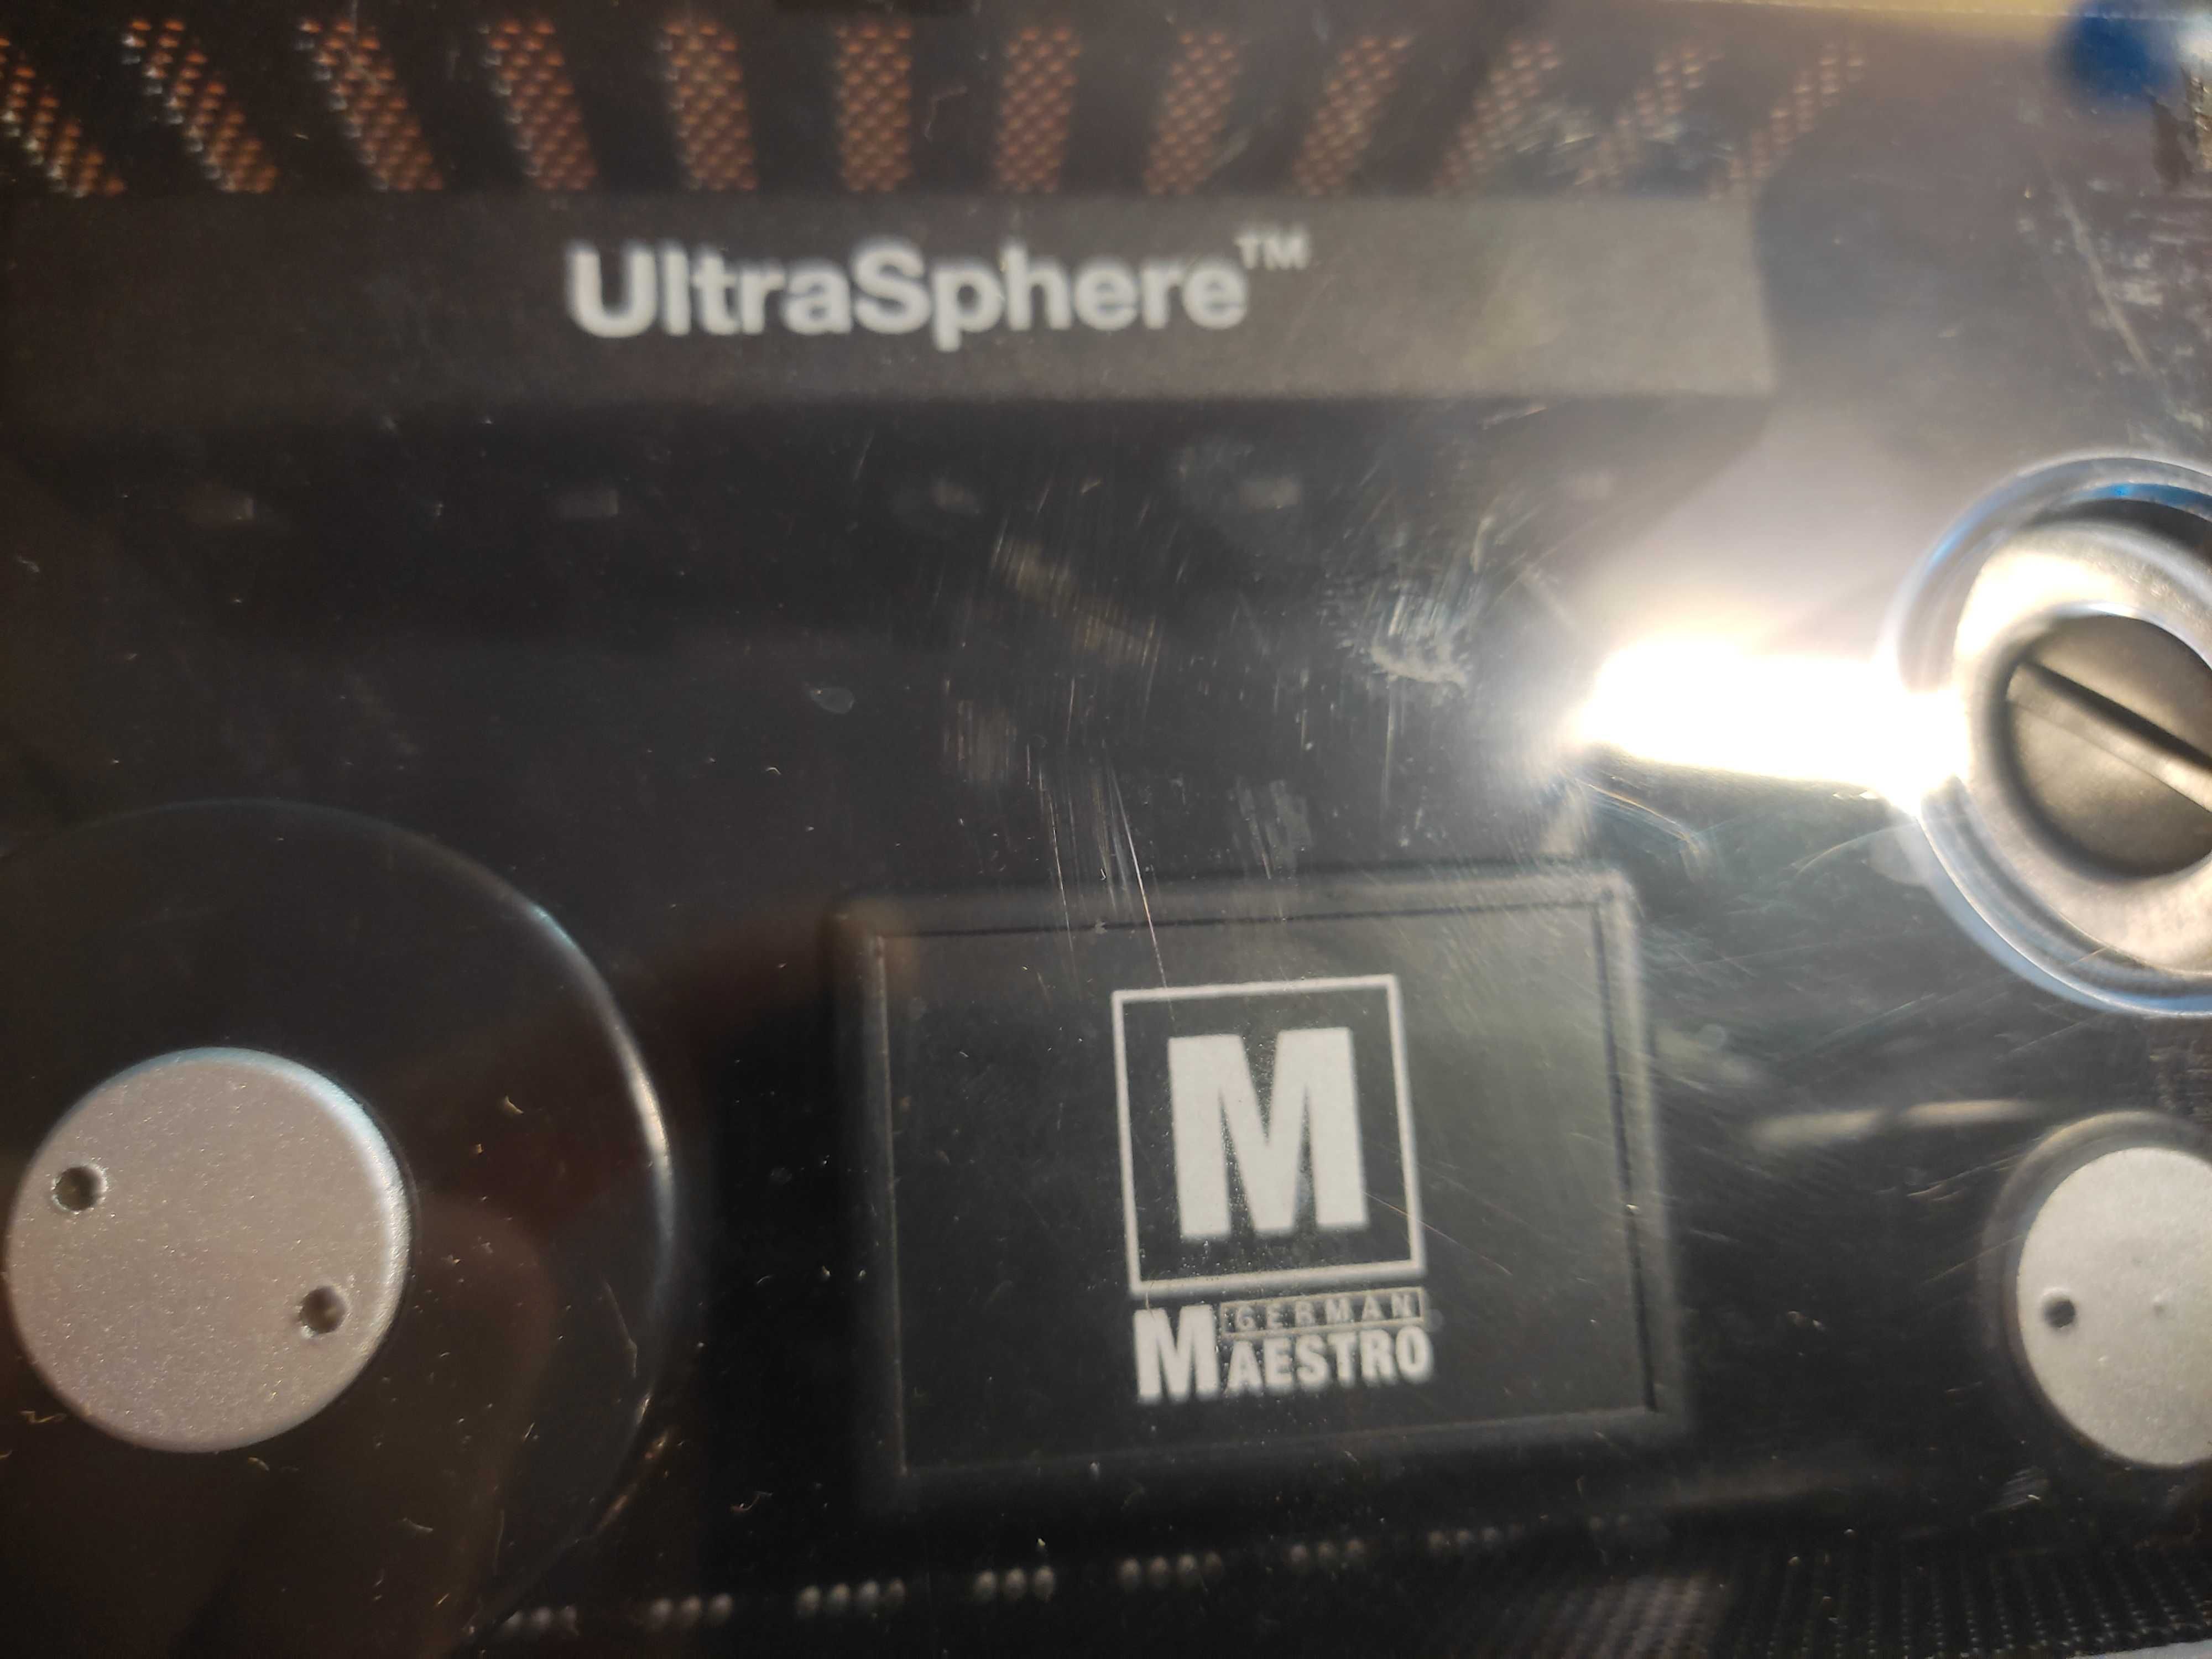 UltraSphere™
M
GERMAN
MAESTRO